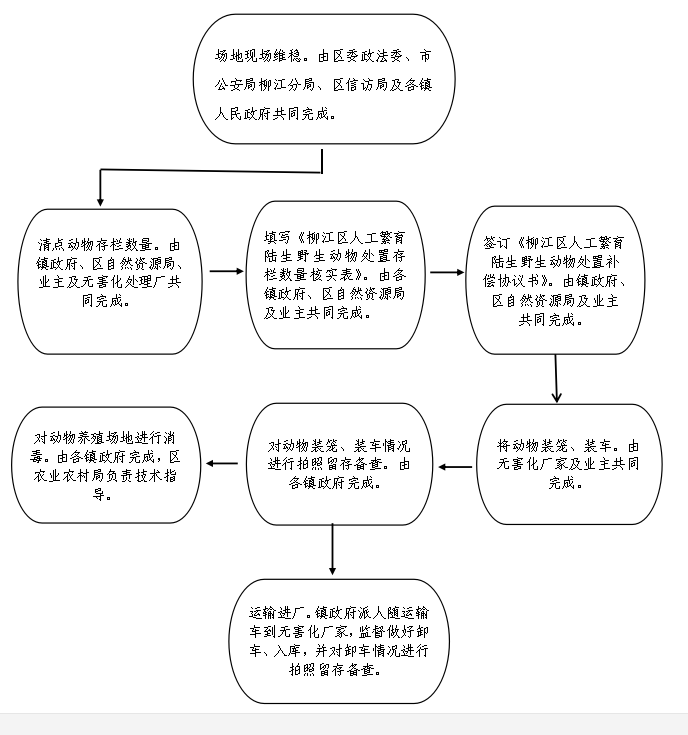 场地现场维稳。由区委政法委、市
公安局柳江分局、区信访局及各镇
人民政府共同完成。
清点动物存栏数量。由
镇政府、区自然资源局、
业主及无害化处理厂共
同完成。
填写《柳江区人工繁育
陆生野生动物处置存
栏数量核实表》。由各
镇政府、区自然资源局
及业主共同完成。
签订《柳江区人工繁育
陆生野生动物处置补
偿协议书》。由镇政府、
区自然资源局及业主
共同完成。
对动物养殖场地进行消
毒。由各镇政府完成，区
农业农村局负责技术指
导。
对动物装笼、装车情况
进行拍照留存备查。由
各镇政府完成。
将动物装笼、装车。由
无害化厂家及业主共同
完成。
运输进厂。镇政府派人随运输
车到无害化厂家，监督做好卸
车、入库，并对卸车情况进行
拍照留存备查。